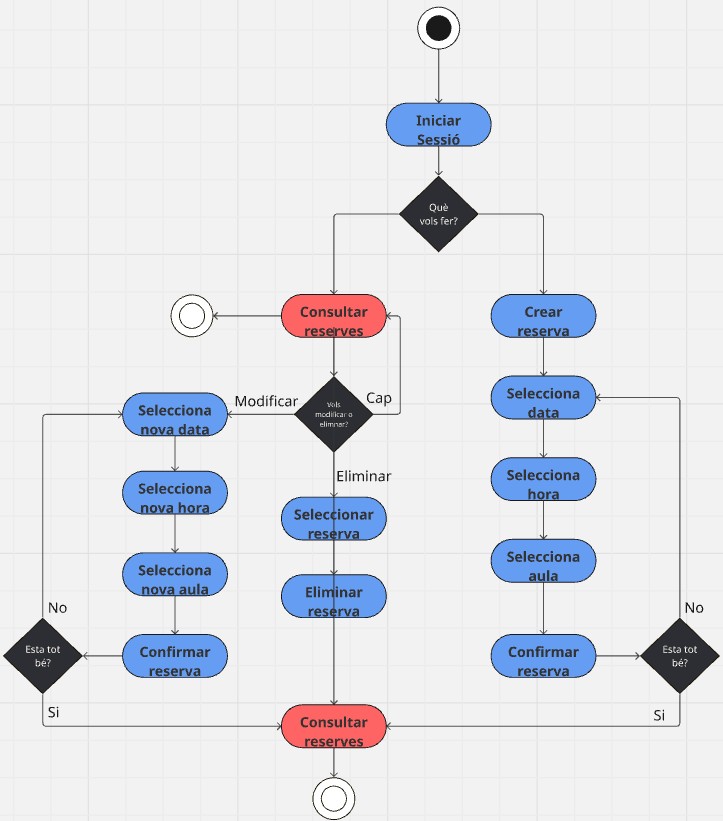 Iniciar
Sessió
Què
vols fer?
Consultar
reserves
Crear
reserva
Selecciona
data
Modificar
Cap
Vols
modificar o
elimnar?
Selecciona
nova data
Eliminar
Selecciona
hora
Selecciona
nova hora
Seleccionar
reserva
Selecciona
aula
Selecciona
nova aula
Eliminar
reserva
No
No
Esta tot
bé?
Confirmar
reserva
Confirmar
reserva
Esta tot
bé?
Si
Si
Consultar
reserves